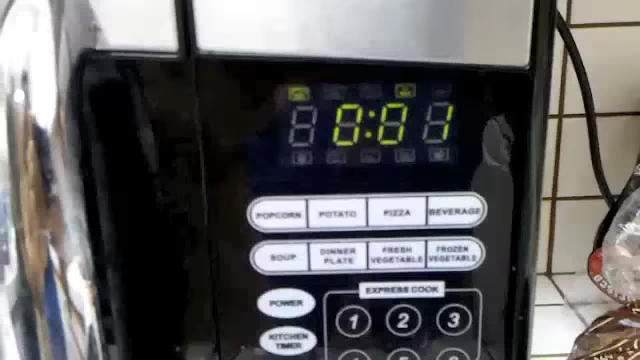 0:01
POPCORN POTATO PIZZA BEVERAGE
SOUP DINNER PLATE FRESH VEGETABLE FROZEN VEGETABLE
EXPRESS COOK
POWER
1 2 3
KITCHEN TIMER